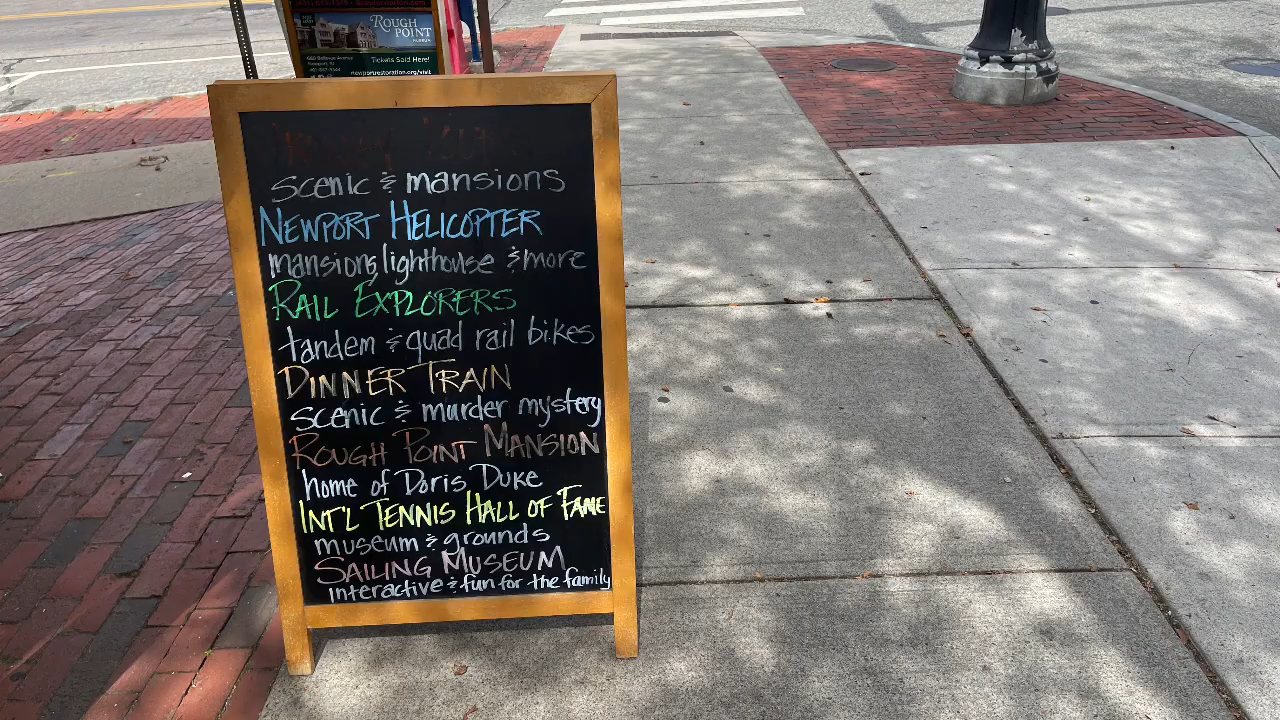 ROUGH POINT
MUSEUM
Tickets Sold Here!
scenic & mansions
NEWPORT HELICOPTER
mansions, lighthouse & more
RAIL EXPLORERS
tandem & quad rail bikes
DINNER TRAIN
scenic & murder mystery
ROUGH POINT MANSION
home of Doris Duke
INT'L TENNIS HALL OF FAME
museum & grounds
SAILING MUSEUM
interactive & fun for the family